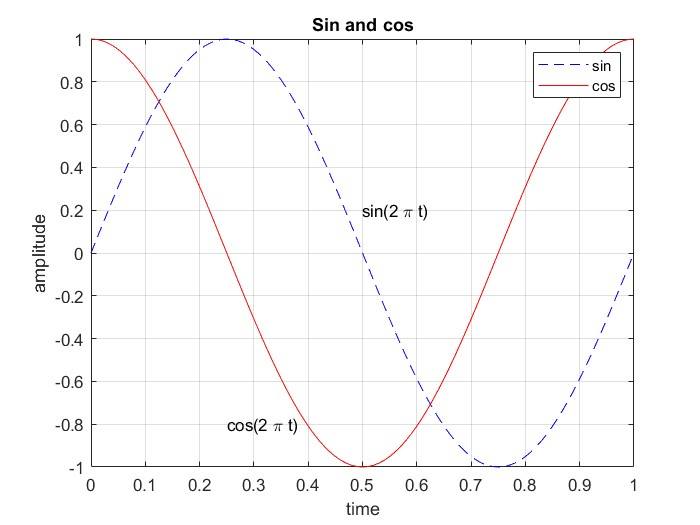 Sin and cos
1
0.8
0.6
0.4
0.2
0
-0.2
-0.4
-0.6
-0.8
-1
amplitude
sin
cos
sin(2 π t)
cos(2 π t)
0 0.1 0.2 0.3 0.4 0.5 0.6 0.7 0.8 0.9 1
time